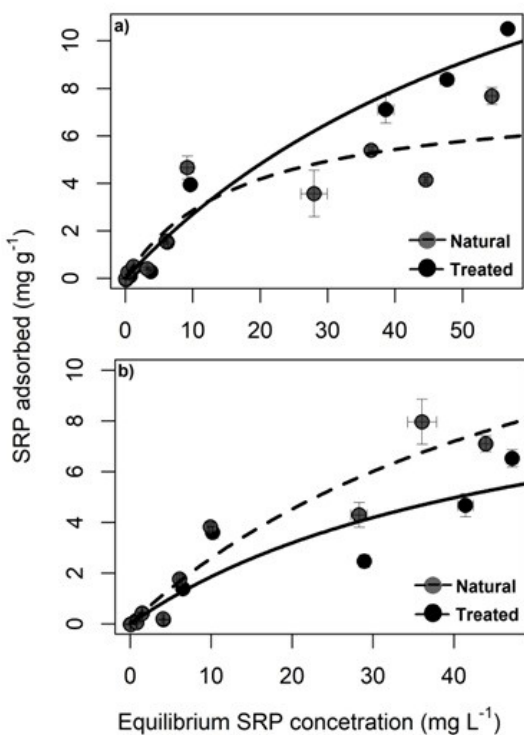 a)
10
8
6
4
2
0
Natural
Treated
0 10 20 30 40 50
SRP adsorbed (mg g-1)
b)
10
8
6
4
2
0
Natural
Treated
0 10 20 30 40
Equilibrium SRP concetration (mg L-1)